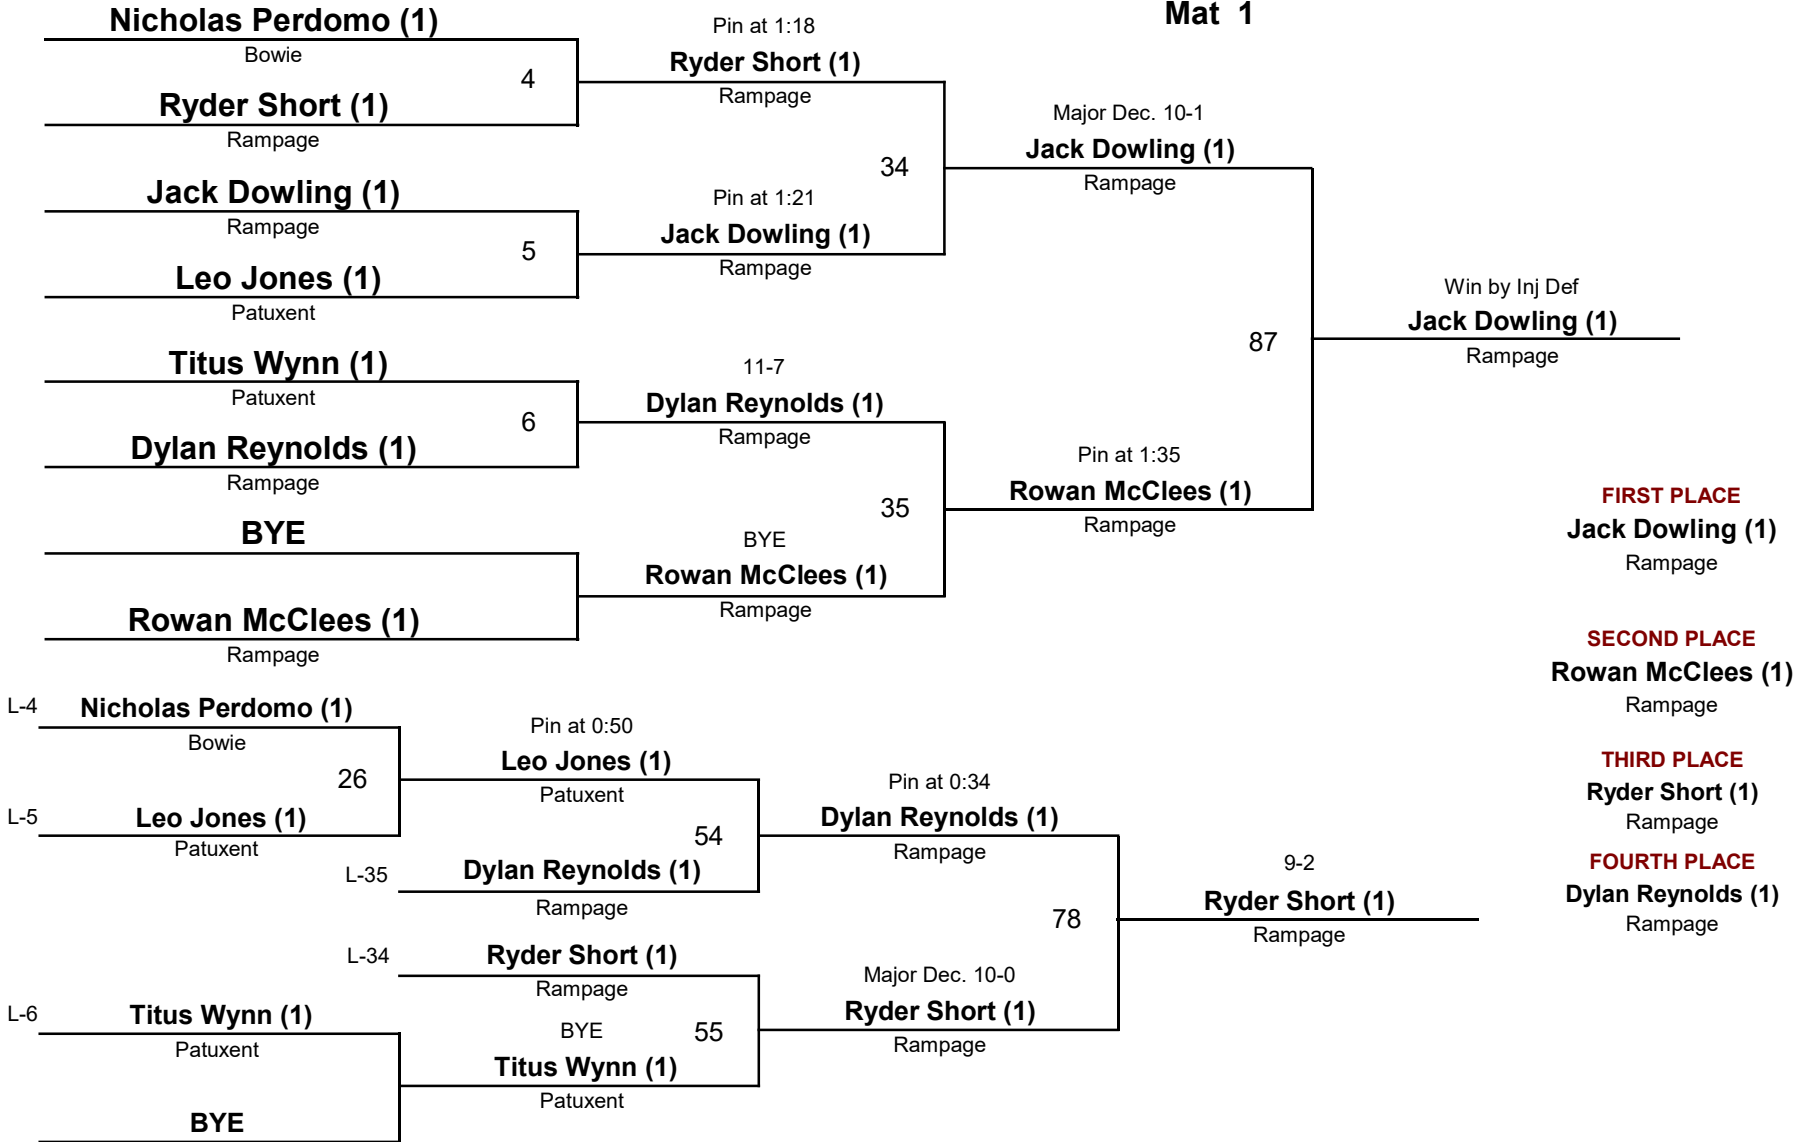 Mat 1
Nicholas Perdomo (1)
Bowie
4
Ryder Short (1)
Rampage
Pin at 1:18
Ryder Short (1)
Rampage
Jack Dowling (1)
Rampage
5
Leo Jones (1)
Patuxent
Pin at 1:21
Jack Dowling (1)
Rampage
34
Major Dec. 10-1
Jack Dowling (1)
Rampage
Titus Wynn (1)
Patuxent
6
Dylan Reynolds (1)
Rampage
11-7
Dylan Reynolds (1)
Rampage
BYE
Rowan McClees (1)
Rampage
BYE
Rowan McClees (1)
Rampage
35
Pin at 1:35
Rowan McClees (1)
Rampage
87
Win by Inj Def
Jack Dowling (1)
Rampage
FIRST PLACE
Jack Dowling (1)
Rampage
SECOND PLACE
Rowan McClees (1)
Rampage
THIRD PLACE
Ryder Short (1)
Rampage
FOURTH PLACE
Dylan Reynolds (1)
Rampage
L-4
Nicholas Perdomo (1)
Bowie
26
L-5
Leo Jones (1)
Patuxent
Pin at 0:50
Leo Jones (1)
Patuxent
54
L-35
Dylan Reynolds (1)
Rampage
Pin at 0:34
Dylan Reynolds (1)
Rampage
L-34
Ryder Short (1)
Rampage
L-6
Titus Wynn (1)
Patuxent
BYE
BYE
55
Titus Wynn (1)
Patuxent
Major Dec. 10-0
Ryder Short (1)
Rampage
78
9-2
Ryder Short (1)
Rampage